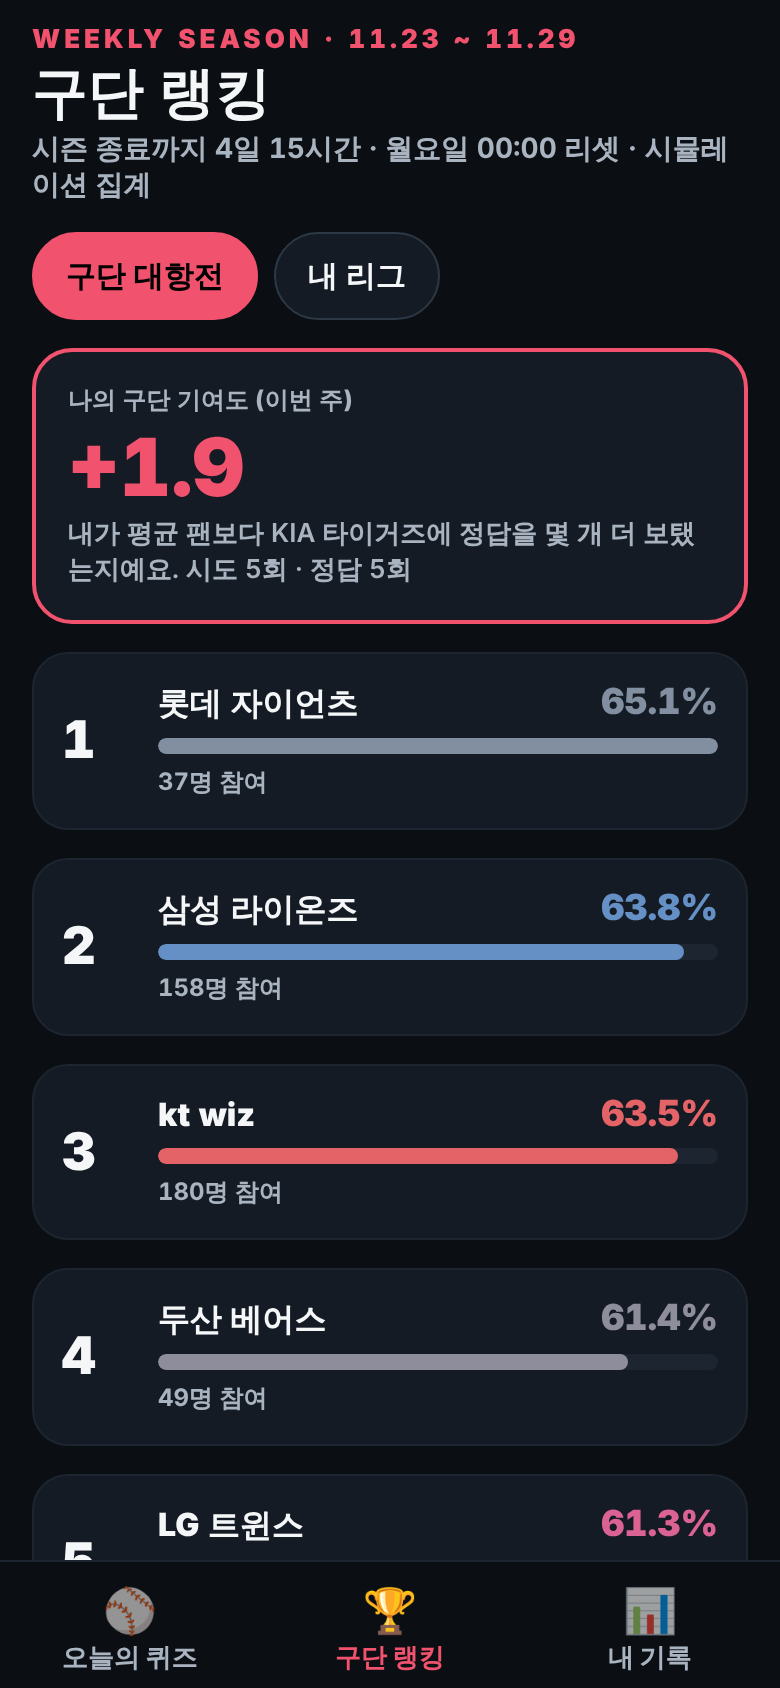 WEEKLY SEASON · 11.23 ~ 11.29
구단 랭킹
시즌 종료까지 4일 15시간 · 월요일 00:00 리셋 · 시뮬레
이션 집계
구단 대항전
내 리그
나의 구단 기여도 (이번 주)
+1.9
내가 평균 팬보다 KIA 타이거즈에 정답을 몇 개 더 보탰
는지예요. 시도 5회 · 정답 5회
1
롯데 자이언츠
65.1%
37명 참여
2
삼성 라이온즈
63.8%
158명 참여
3
kt wiz
63.5%
180명 참여
4
두산 베어스
61.4%
49명 참여
5
LG 트윈스
61.3%
오늘의 퀴즈
구단 랭킹
내 기록